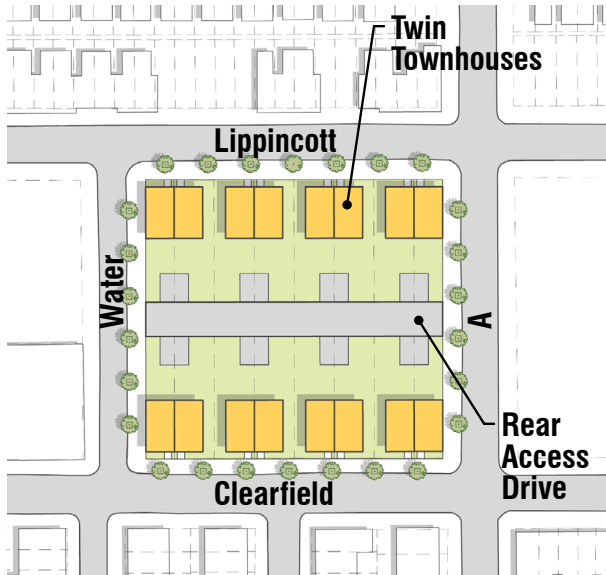 Twin
Townhouses
Lippincott
Water
A
Rear
Access
Drive
Clearfield